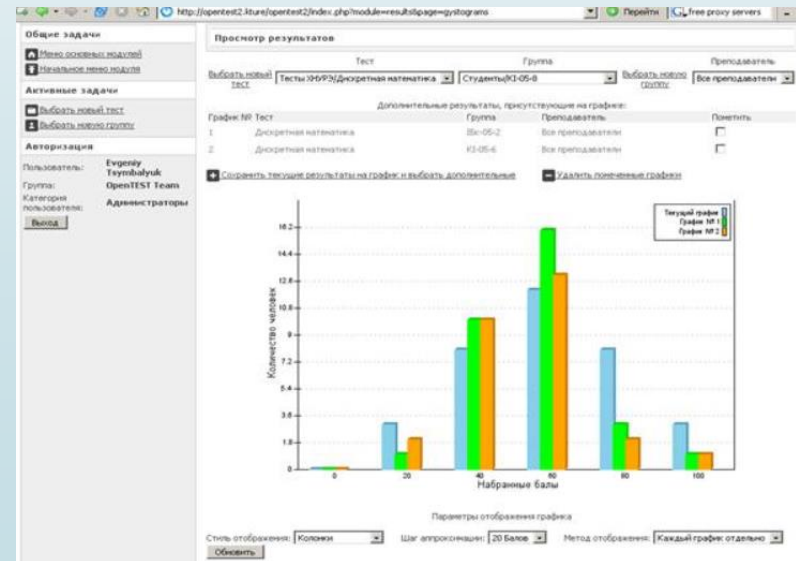 http://opentest2.kture/opentest2/index.php?module=results&page=gystograms
Перейти
free proxy servers
Общие задачи
Меню основных модулей
Начальное меню модуля
Активные задачи
Выбрать новый тест
Выбрать новую группу
Авторизация
Пользователь: Evgeniy Tsymbalyuk
Группа: OpenTEST Team
Категория пользователя: Администраторы
Выход
Просмотр результатов
Тест Группа Преподаватель
Выбрать новый тест Тесты ХНУРЭ/Дискретная математика Студенты/КІ-05-8 Выбрать новую группу Все преподаватели
Дополнительные результаты, присутствующие на графике:
График № Тест Группа Преподаватель Пометить
1 Дискретная математика Все преподаватели
2 Дискретная математика КІ-05-6 Все преподаватели
Сохранить текущие результаты на график и выбрать дополнительные Удалить помеченные графики
Текущий график
График № 1
График № 2
Количество человек
16.2
14.4
12.6
10.8
9
7.2
5.4
3.6
1.8
0
0 20 40 60 80 100
Набранные балы
Параметры отображения графика
Стиль отображения: Колонки Шаг аппроксимации: 20 Балов Метод отображения: Каждый график отдельно
Обновить